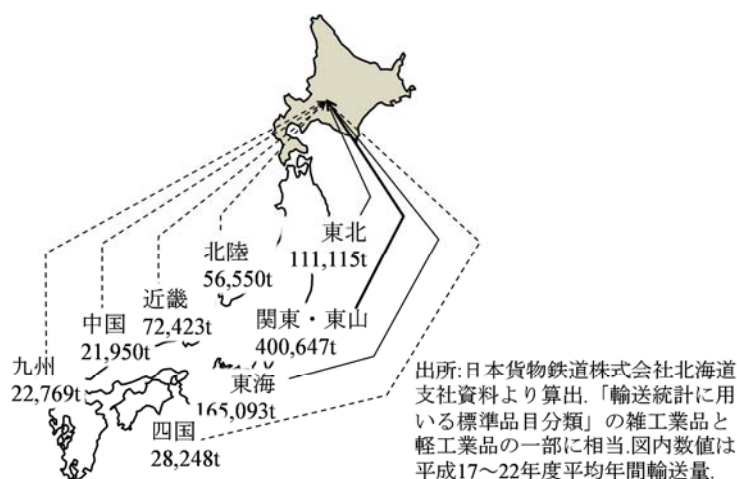 東北
111,115t
北陸
56,550t
近畿
72,423t
関東・東山
400,647t
中国
21,950t
九州
22,769t
東海
165,093t
四国
28,248t
出所:日本貨物鉄道株式会社北海道
支社資料より算出.「輸送統計に用
いる標準品目分類」の雑工業品と
軽工業品の一部に相当.図内数値は
平成17〜22年度平均年間輸送量.